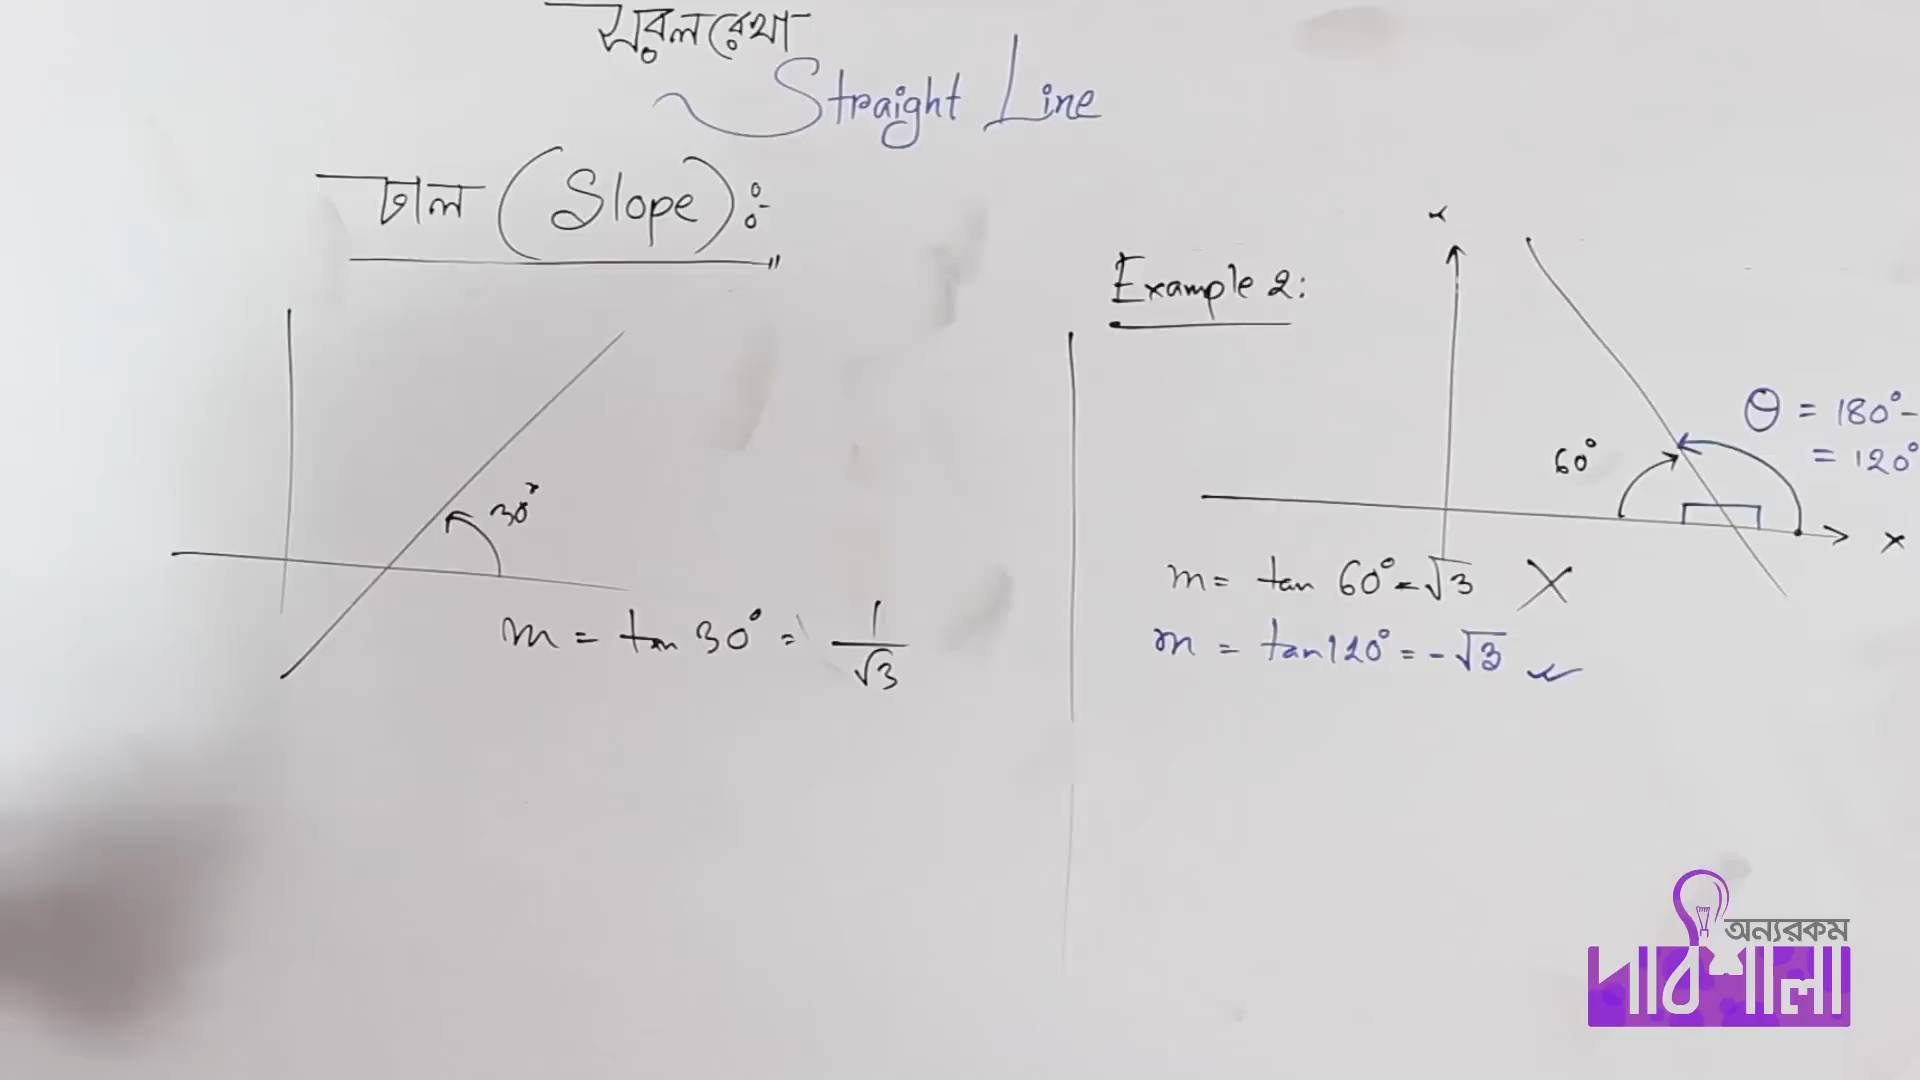 সরলরেখা
Straight Line
ঢাল (Slope):
30°
m = tan 30° = 1/√3
Example 2:
θ = 180° -
= 120°
60°
x
m = tan 60° = √3 X
m = tan 120° = -√3
অন্যরকম
পাঠশালা